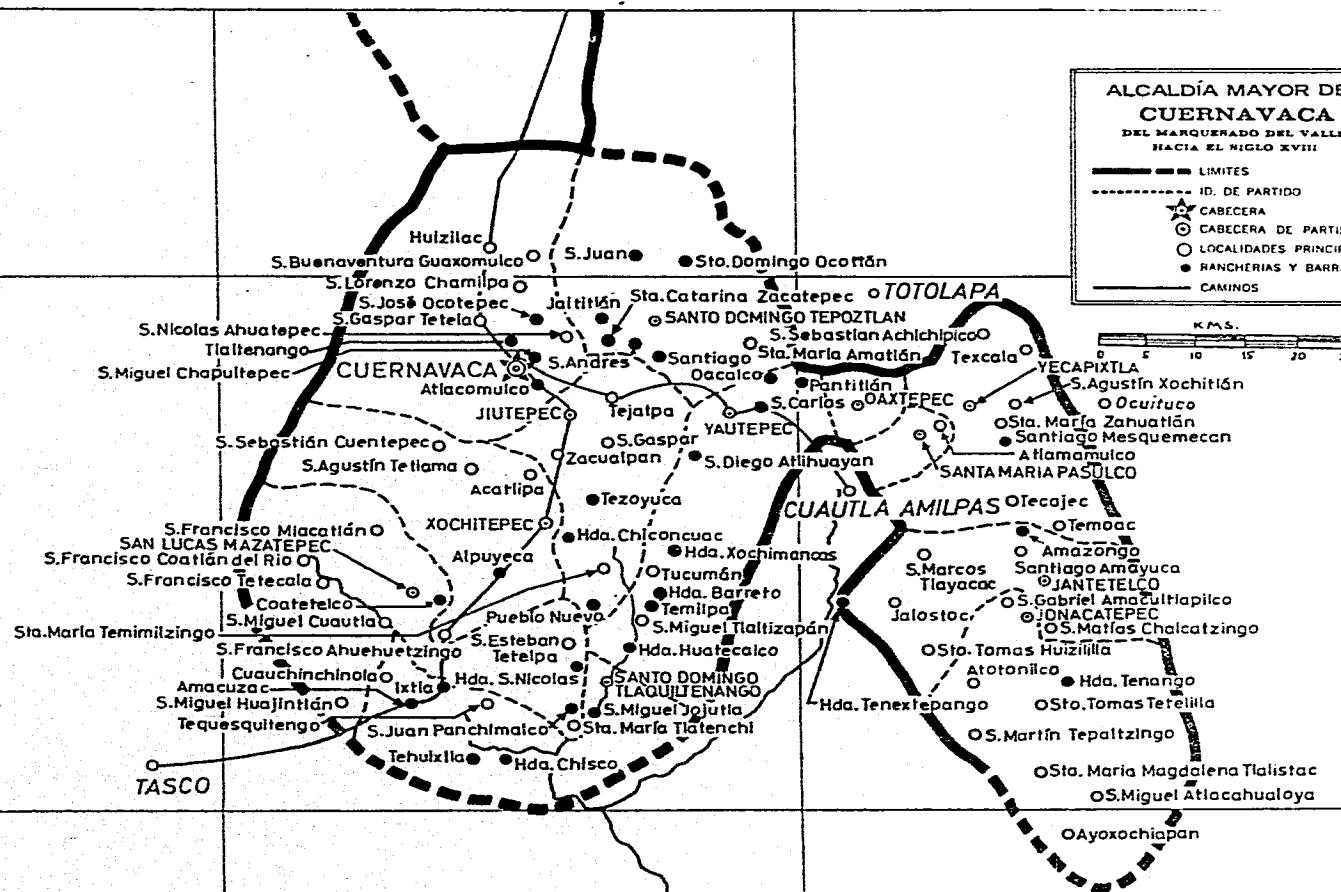 ALCALDÍA MAYOR DE
CUERNAVACA
DEL MARQUESADO DEL VALL
HACIA EL SIGLO XVIII
LIMITES
ID. DE PARTIDO
CABECERA
CABECERA DE PARTI
LOCALIDADES PRINCIP
RANCHERIAS Y BARR
CAMINOS
KMS.
0 5 10 15 20
Huizilac
S.Buenaventura Guaxomulco
S.Juan
Sto.Domingo Ocotlán
S.Lorenzo Chamilpa
S.José Ocotepec
Jaltitlán
Sta.Catarina Zacatepec
TOTOLAPA
S.Gaspar Tetela
SANTO DOMINGO TEPOZTLAN
S.Nicolas Ahuatepec
S.Sebastian Achichipico
Tlaltenango
S.Andres
Santiago
Sta.María Amatlán
Texcala
S.Miguel Chapultepec
CUERNAVACA
Oacalco
YECAPIXTLA
Atlacomulco
Pantitlán
S.Agustín Xochitlán
JIUTEPEC
Tejalpa
S.Carlos
OAXTEPEC
Ocuituco
YAUTEPEC
Sta.María Zahuatlán
S.Sebastián Cuentepec
S.Gaspar
Santiago Mesquemecan
Zacualpan
S.Diego Atlihuayan
Atlamamulco
S.Agustín Tetlama
SANTA MARIA PASULCO
Acatlipa
Tezoyuca
CUAUTLA AMILPAS
Tecajec
XOCHITEPEC
Temoac
S.Francisco Miacatlán
Hda.Chiconcuac
SAN LUCAS MAZATEPEC
Hda.Xochimancas
Amazongo
S.Francisco Coatlán del Rio
Alpuyeca
S.Marcos
Tlayacac
Santiago Amayuca
S.Francisco Tetecala
Tucumán
JANTETELCO
Coatetelco
Hda.Barreto
Temilpa
S.Gabriel Amacultlapilco
S.Miguel Cuautla
Pueblo Nuevo
Jalostoc
JONACATEPEC
Sta.María Temimilzingo
S.Miguel Tlaltizapán
S.Matías Chalcatzingo
S.Francisco Ahuehuetzingo
S.Esteban
Tetelpa
Hda.Huatecalco
Sto.Tomas Huizililla
Cuauchinchinola
Atotonilco
Amacuzac
Ixtla
Hda.S.Nicolas
SANTO DOMINGO
TLAQUILTENANGO
Hda.Tenango
S.Miguel Huajintlán
S.Miguel Jojutla
Hda.Tenextepango
Sto.Tomas Tetelilla
Tequesquitengo
S.Juan Panchimalco
Sta.María Tlatenchi
S.Martín Tepaltzingo
Tehuixtla
Hda.Chisco
TASCO
Sta.Maria Magdalena Tlalistac
S.Miguel Atlacahualoya
Ayoxochiapan